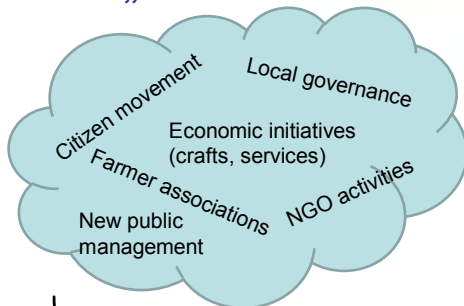 „
Citizen movement
Local governance
Economic initiatives
(crafts, services)
Farmer associations
NGO activities
New public
management